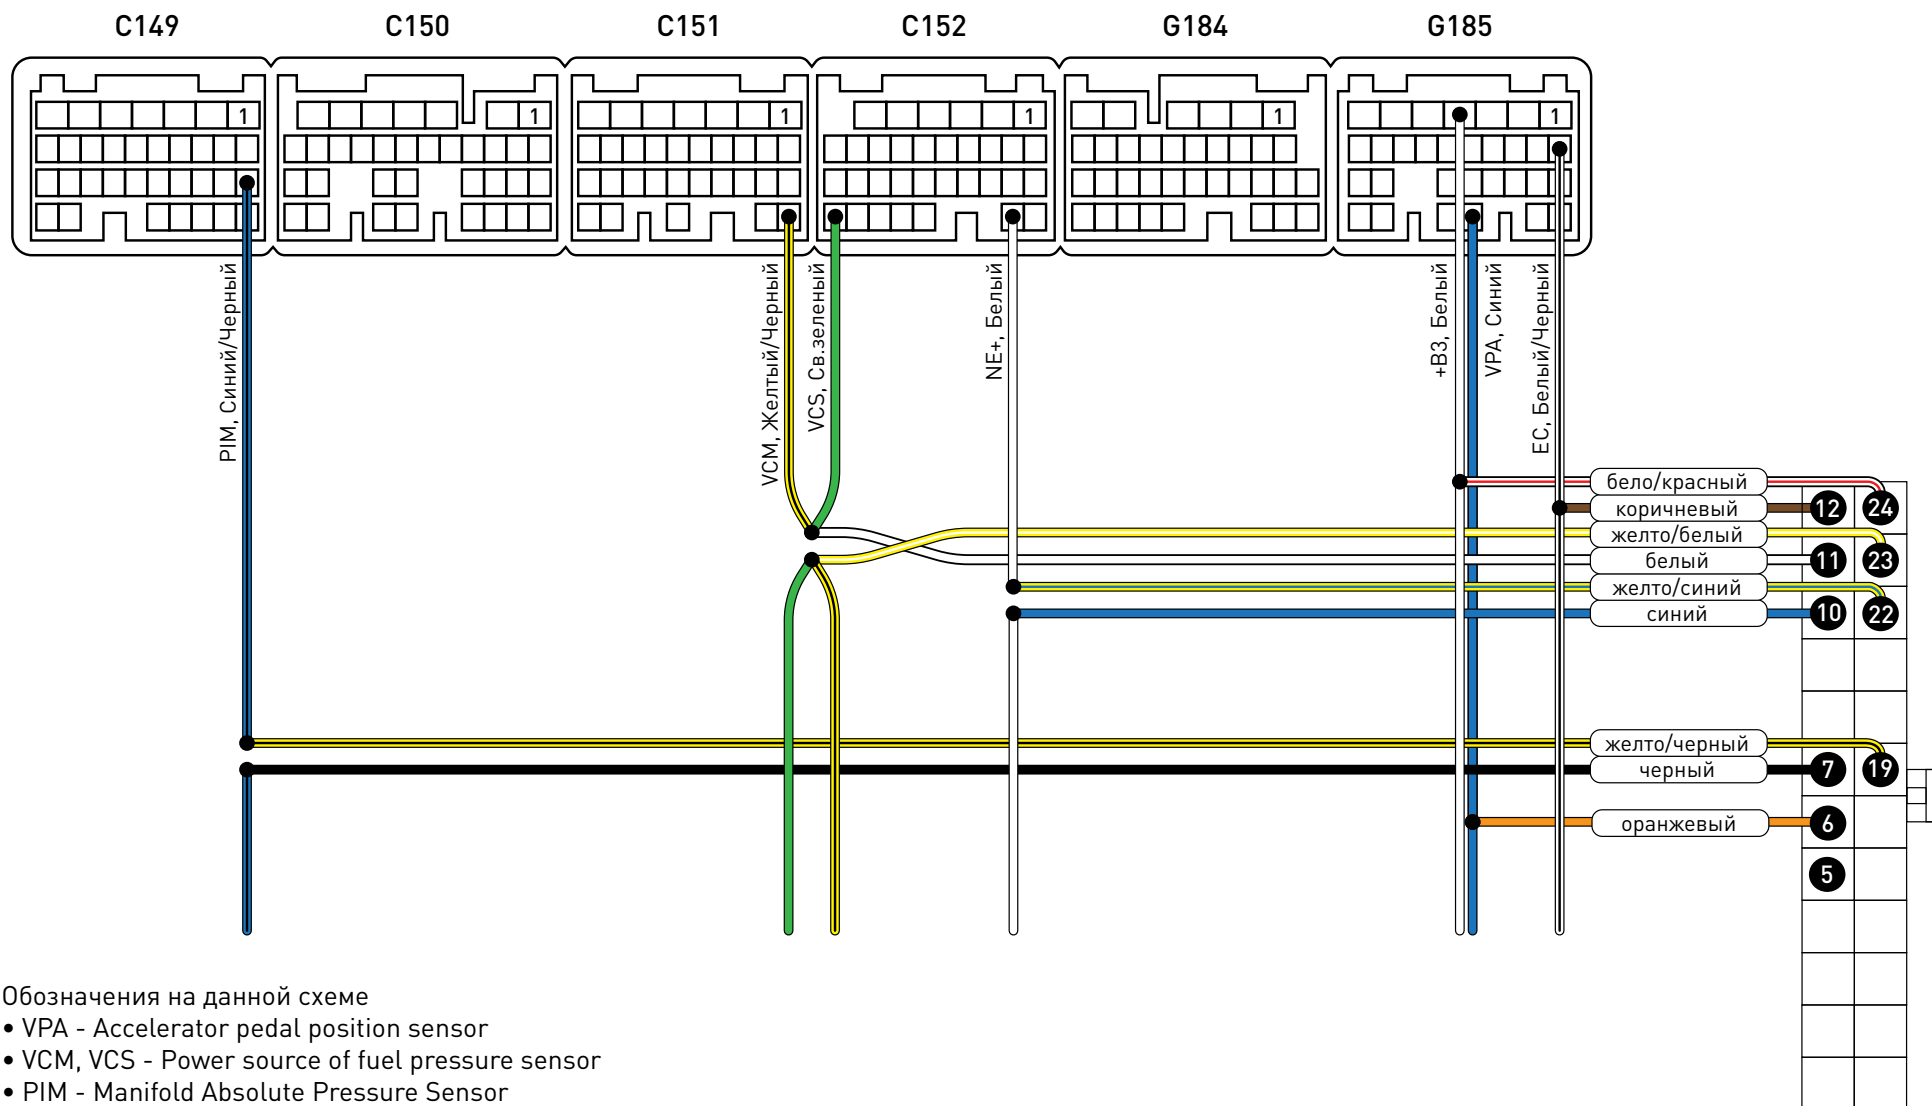 C149 C150 C151 C152 G184 G185
1 1 1 1 1 1
PIM, Синий/Черный
VCM, Желтый/Черный
VCS, Св.зеленый
NE+, Белый
+B3, Белый
VPA, Синий
EC, Белый/Черный
бело/красный
коричневый 12 24
желто/белый
белый 11 23
желто/синий
синий 10 22
желто/черный
черный 7 19
оранжевый 6
5
Обозначения на данной схеме
• VPA - Accelerator pedal position sensor
• VCM, VCS - Power source of fuel pressure sensor
• PIM - Manifold Absolute Pressure Sensor